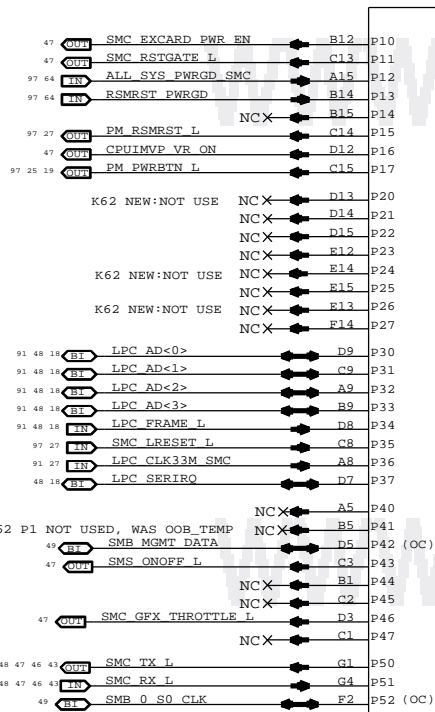 47 OUT SMC_EXCARD_PWR_EN B12 P10
47 OUT SMC_RSTGATE_L C13 P11
97 64 IN ALL_SYS_PWRGD_SMC A15 P12
97 64 IN RSMRST_PWRGD B14 P13
NC B15 P14
97 27 OUT PM_RSMRST_L C14 P15
47 OUT CPUIMVP_VR_ON D12 P16
97 25 19 OUT PM_PWRBTN_L C15 P17
K62 NEW:NOT USE NC D13 P20
NC D14 P21
NC D15 P22
NC E12 P23
K62 NEW:NOT USE NC E14 P24
NC E15 P25
K62 NEW:NOT USE NC E13 P26
NC F14 P27
91 48 18 BI LPC_AD<0> D9 P30
91 48 18 BI LPC_AD<1> C9 P31
91 48 18 BI LPC_AD<2> A9 P32
91 48 18 BI LPC_AD<3> B9 P33
91 48 18 IN LPC_FRAME_L D8 P34
97 27 IN SMC_LRESET_L C8 P35
91 27 IN LPC_CLK33M_SMC A8 P36
48 18 BI LPC_SERIRQ D7 P37
NC A5 P40
62 P1 NOT USED, WAS OOB_TEMP NC B5 P41
49 BI SMB_MGMT_DATA D5 P42 (OC)
47 OUT SMS_ONOFF_L C3 P43
NC B1 P44
NC C2 P45
47 OUT SMC_GFX_THROTTLE_L D3 P46
NC C1 P47
48 47 46 43 OUT SMC_TX_L G1 P50
48 47 46 43 IN SMC_RX_L G4 P51
49 BI SMB_0_S0_CLK F2 P52 (OC)